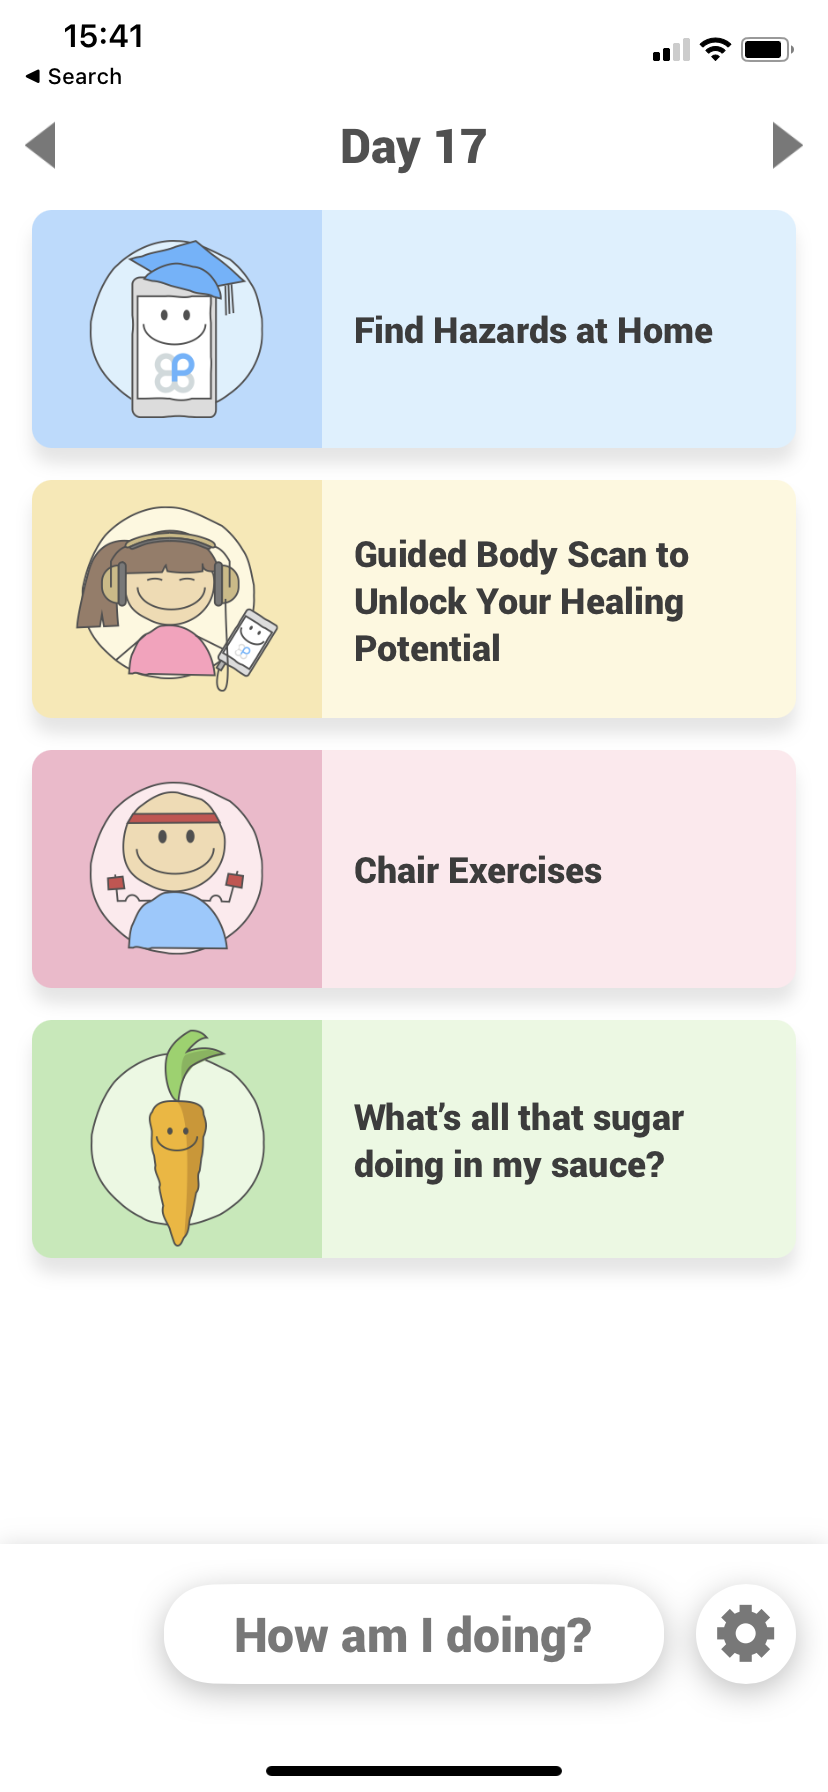 15:41
◀ Search
Day 17
Find Hazards at Home
Guided Body Scan to
Unlock Your Healing
Potential
Chair Exercises
What’s all that sugar
doing in my sauce?
How am I doing?